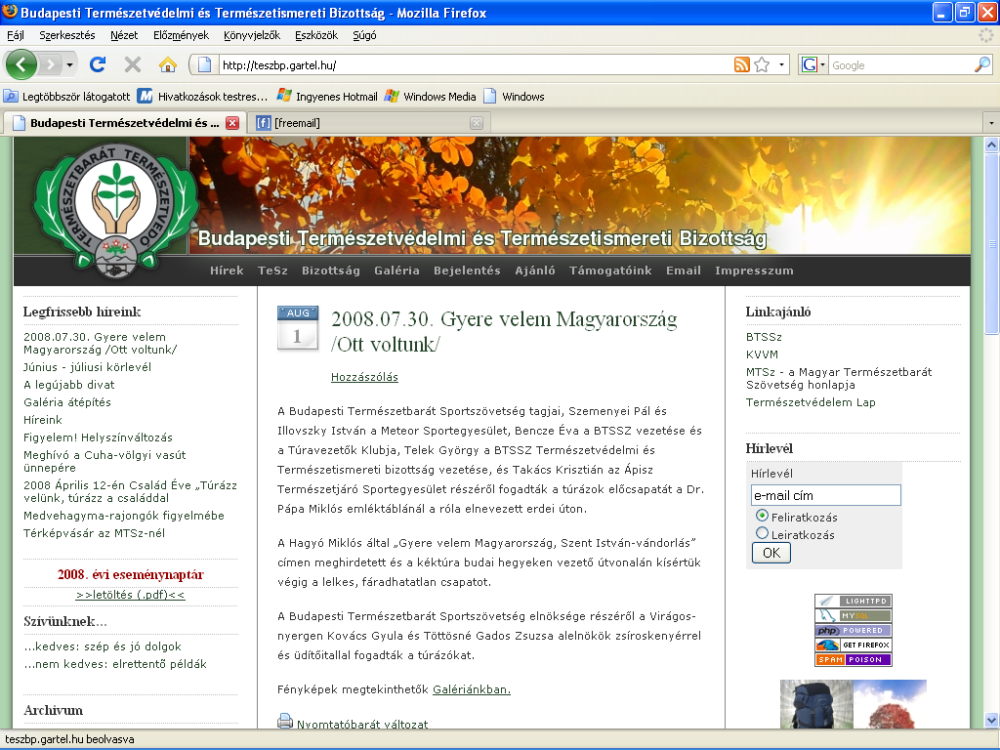 Budapesti Természetvédelmi és Természetismereti Bizottság - Mozilla Firefox
Fájl Szerkesztés Nézet Előzmények Könyvjelzők Eszközök Súgó
http://teszbp.gartel.hu/
Google
Legtöbbször látogatott Hivatkozások testres... Ingyenes Hotmail Windows Media Windows
Budapesti Természetvédelmi és ... [freemail]
TERMÉSZETBARÁT TERMÉSZETVÉDŐ
Budapesti Természetvédelmi és Természetismereti Bizottság
Hírek TeSz Bizottság Galéria Bejelentés Ajánló Támogatóink Email Impresszum
Legfrissebb híreink
2008.07.30. Gyere velem
Magyarország /Ott voltunk/
Június - júliusi körlevél
A legújabb divat
Galéria átépítés
Híreink
Figyelem! Helyszínváltozás
Meghívó a Cuha-völgyi vasút
ünnepére
2008 Április 12-én Család Éve „Túrázz
velünk, túrázz a családdal
Medvehagyma-rajongók figyelmébe
Térképvásár az MTSz-nél
2008. évi eseménynaptár
>>letöltés (.pdf)<<
Szívünknek...
...kedves: szép és jó dolgok
...nem kedves: elrettentő példák
Archivum
AUG
1
2008.07.30. Gyere velem Magyarország
/Ott voltunk/
Hozzászólás
A Budapesti Természetbarát Sportszövetség tagjai, Szemenyei Pál és
Illovszky István a Meteor Sportegyesület, Bencze Éva a BTSSZ vezetése és
a Túravezetők Klubja, Telek György a BTSSZ Természetvédelmi és
Természetismereti bizottság vezetése, és Takács Krisztián az Ápisz
Természetjáró Sportegyesület részéről fogadták a túrázok előcsapatát a Dr.
Pápa Miklós emléktáblánál a róla elnevezett erdei úton.
A Hagyó Miklós által „Gyere velem Magyarország, Szent István-vándorlás”
címen meghirdetett és a kéktúra budai hegyeken vezető útvonalán kísértük
végig a lelkes, fáradhatatlan csapatot.
A Budapesti Természetbarát Sportszövetség elnöksége részéről a Virágos-
nyergen Kovács Gyula és Töttösné Gados Zsuzsa alelnökök zsíroskenyérrel
és üdítőitallal fogadták a túrázókat.
Fényképek megtekinthetők Galériánkban.
Nyomtatóbarát változat
Linkajánló
BTSSz
KVVM
MTSz - a Magyar Természetbarát
Szövetség honlapja
Természetvédelem Lap
Hírlevél
Hírlevél
e-mail cím
Feliratkozás
Leiratkozás
OK
LIGHTTPD
MYSQL
php POWERED
GET FIREFOX
SPAM POISON
teszbp.gartel.hu beolvasva